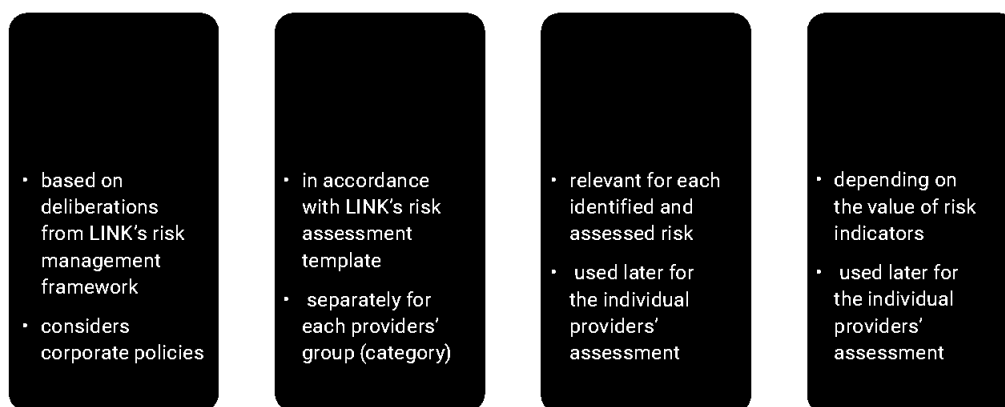 • based on
deliberations
from LINK's risk
management
framework
• considers
corporate policies
• in accordance
with LINK's risk
assessment
template
• separately for
each providers'
group (category)
• relevant for each
identified and
assessed risk
• used later for
the individual
providers'
assessment
• depending on
the value of risk
indicators
• used later for
the individual
providers'
assessment